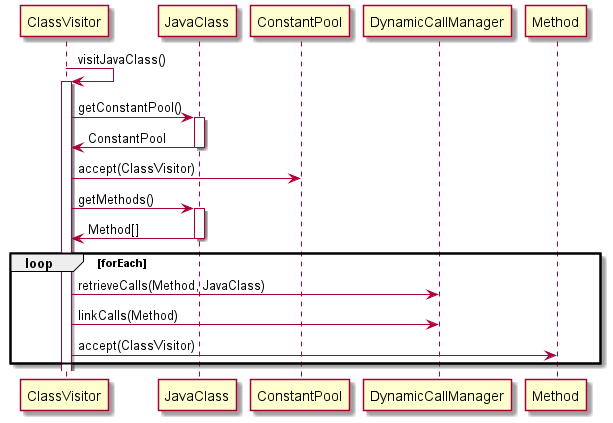 ClassVisitor JavaClass ConstantPool DynamicCallManager Method
visitJavaClass()
getConstantPool()
ConstantPool
accept(ClassVisitor)
getMethods()
Method[]
loop [forEach]
retrieveCalls(Method, JavaClass)
linkCalls(Method)
accept(ClassVisitor)
ClassVisitor JavaClass ConstantPool DynamicCallManager Method